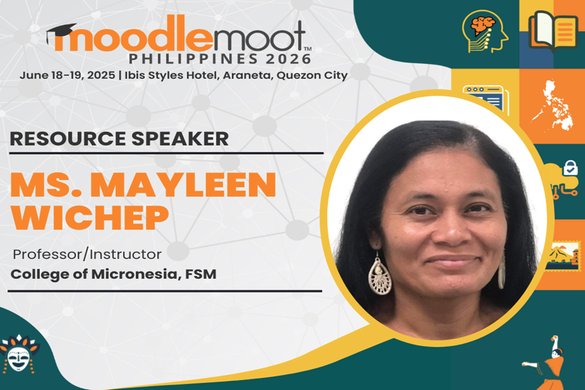 moodlemoot™
PHILIPPINES 2026
June 18-19, 2025 | Ibis Styles Hotel, Araneta, Quezon City
RESOURCE SPEAKER
MS. MAYLEEN
WICHEP
Professor/Instructor
College of Micronesia, FSM